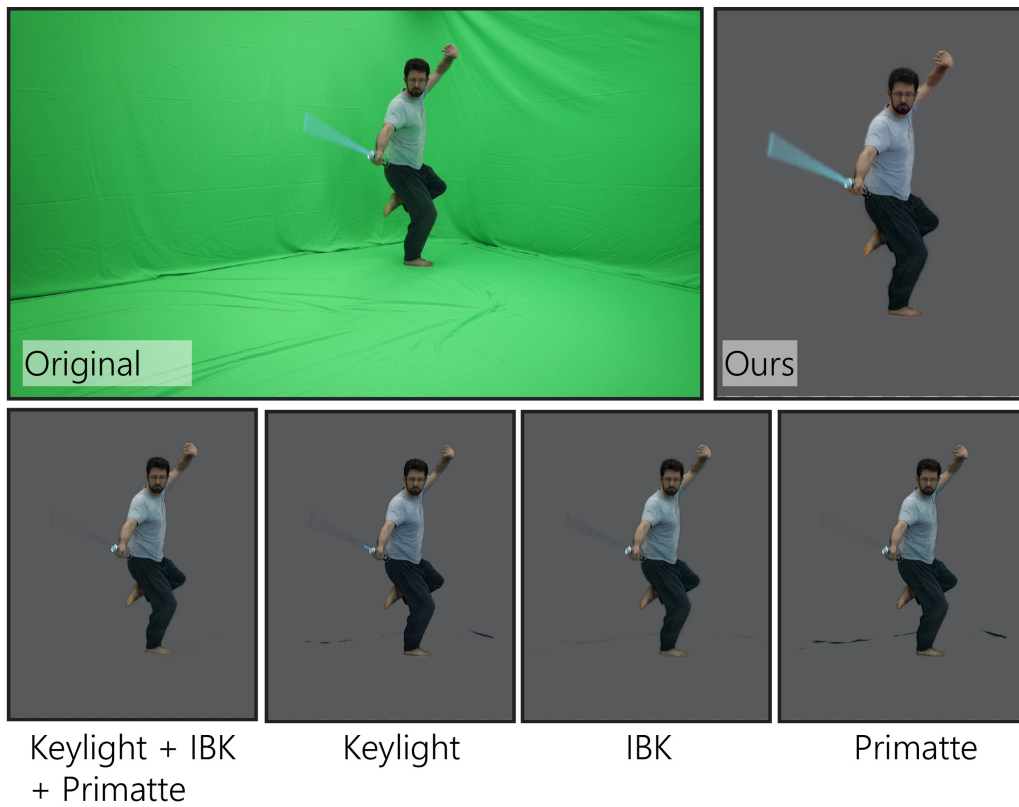 Original
Ours
Keylight + IBK
+ Primatte
Keylight
IBK
Primatte